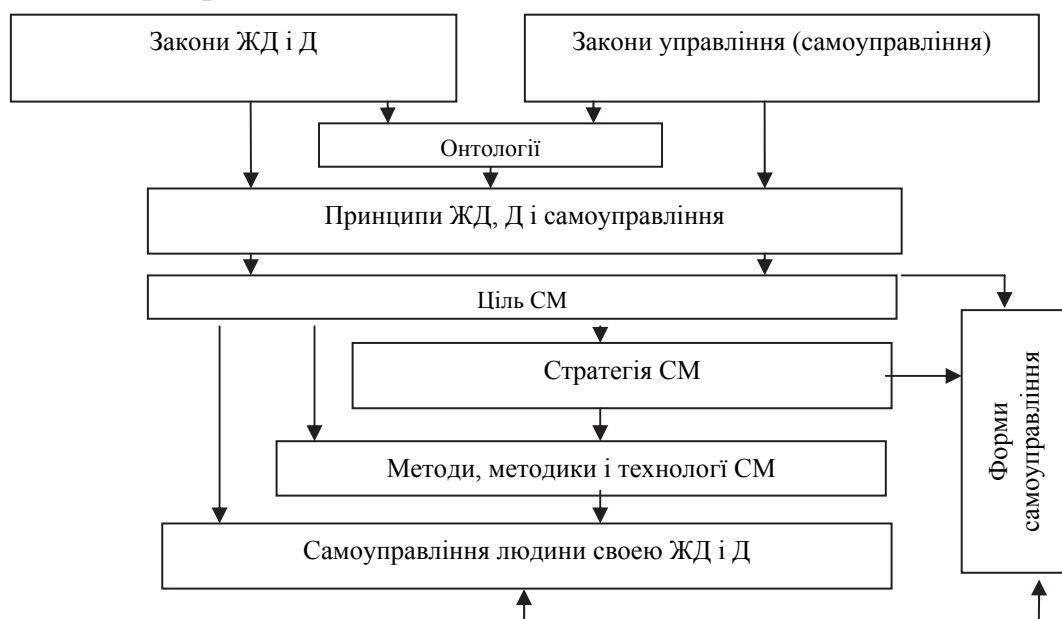 Закони ЖД і Д
Закони управління (самоуправління)
Онтології
Принципи ЖД, Д і самоуправління
Ціль СМ
Стратегія СМ
Методи, методики і технологї СМ
Самоуправління людини своею ЖД і Д
Форми
самоуправління